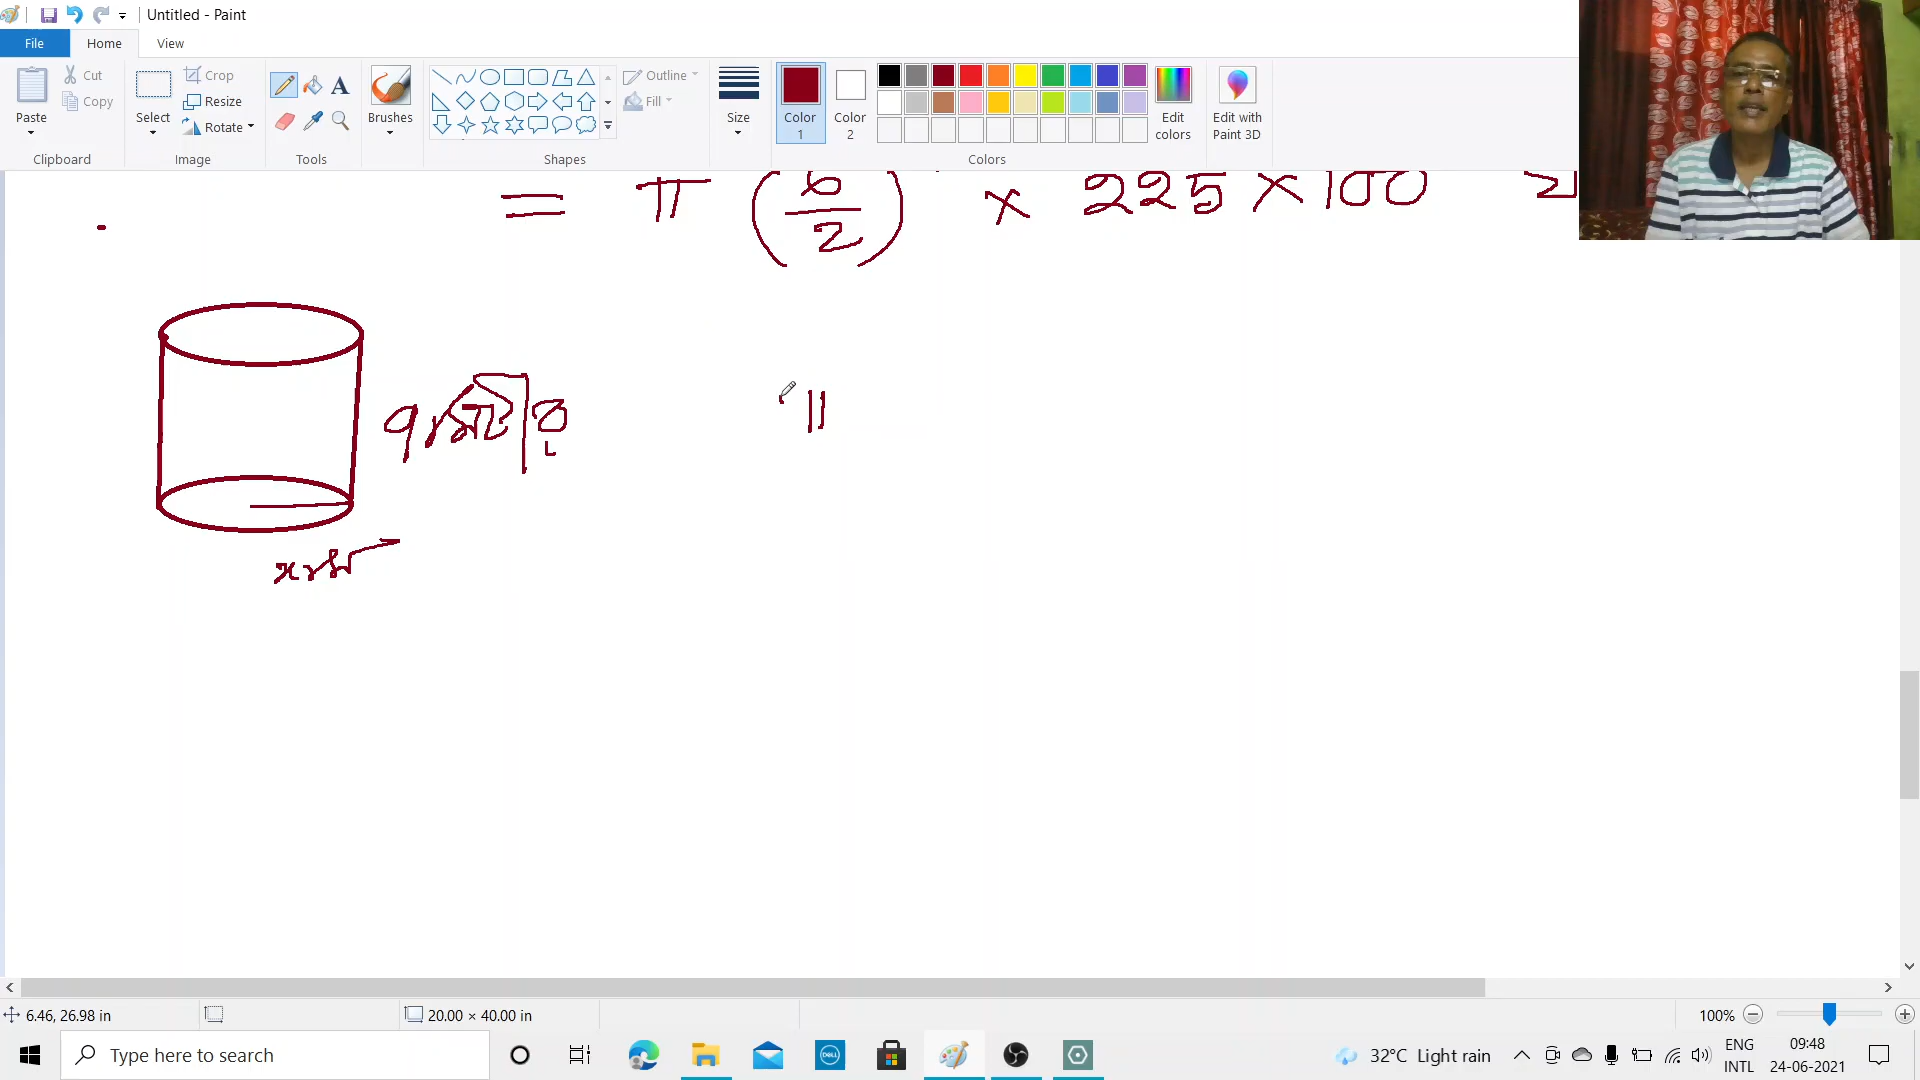 Untitled - Paint
File Home View
Paste Cut Copy Clipboard
Select Crop Resize Rotate Image
Tools
Brushes
Shapes
Outline Fill
Size
Color 1 Color 2
Edit colors Edit with Paint 3D
Colors
= π (6/2) × 225 × 100
6.46, 26.98 in 20.00 × 40.00 in 100%
Type here to search
DELL
32°C Light rain
ENG INTL
09:48
24-06-2021